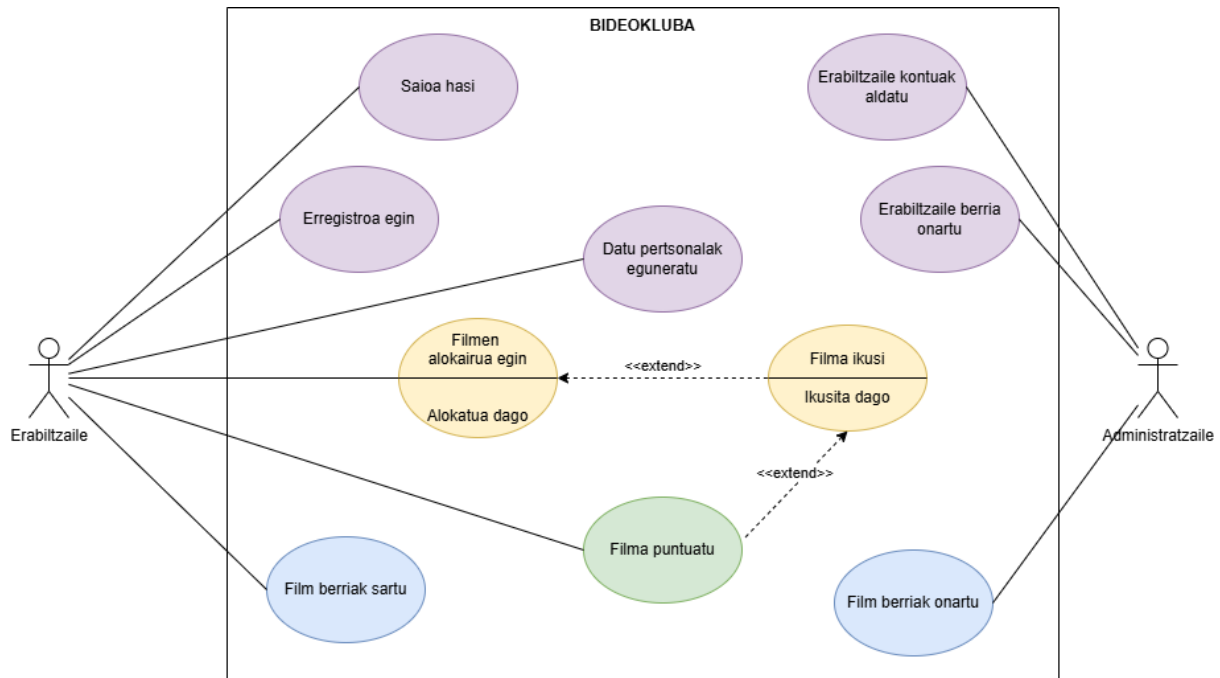 BIDEOKLUBA
Saioa hasi
Erabiltzaile kontuak
aldatu
Erregistroa egin
Erabiltzaile berria
onartu
Datu pertsonalak
eguneratu
Filmen
alokairua egin
Alokatua dago
<<extend>>
Filma ikusi
Ikusita dago
Erabiltzaile
Administratzaile
<<extend>>
Filma puntuatu
Film berriak sartu
Film berriak onartu